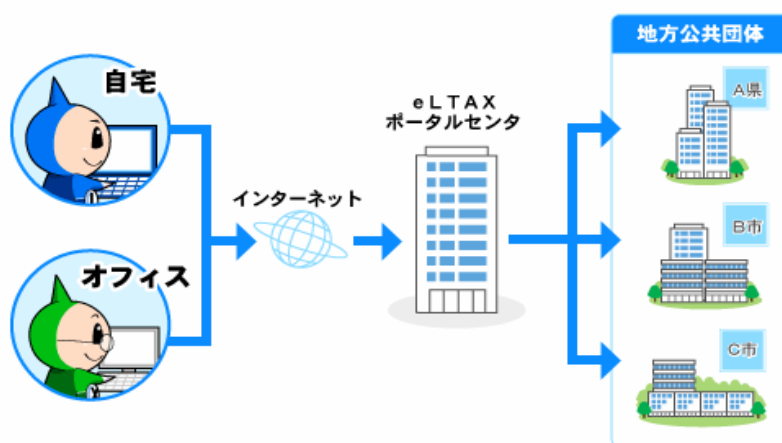 自宅
オフィス
インターネット
eLTAX
ポータルセンタ
地方公共団体
A県
B市
C市